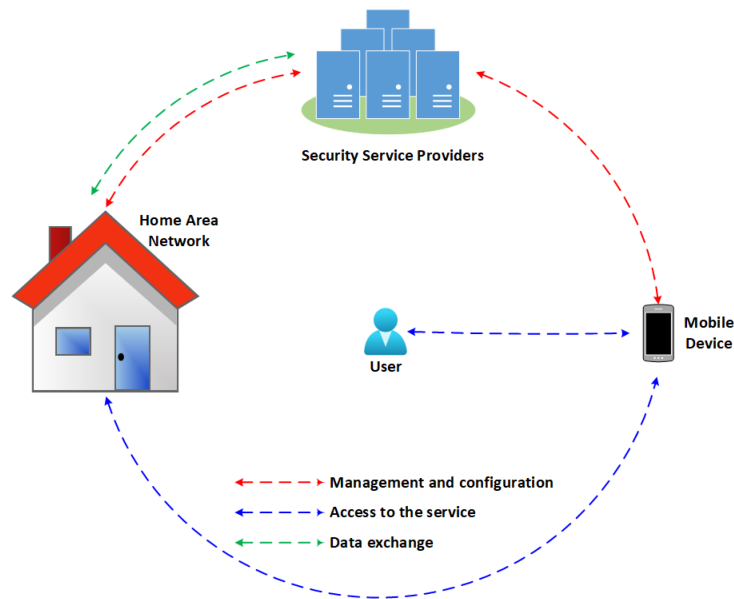 Security Service Providers
Home Area
Network
Mobile
Device
User
Management and configuration
Access to the service
Data exchange